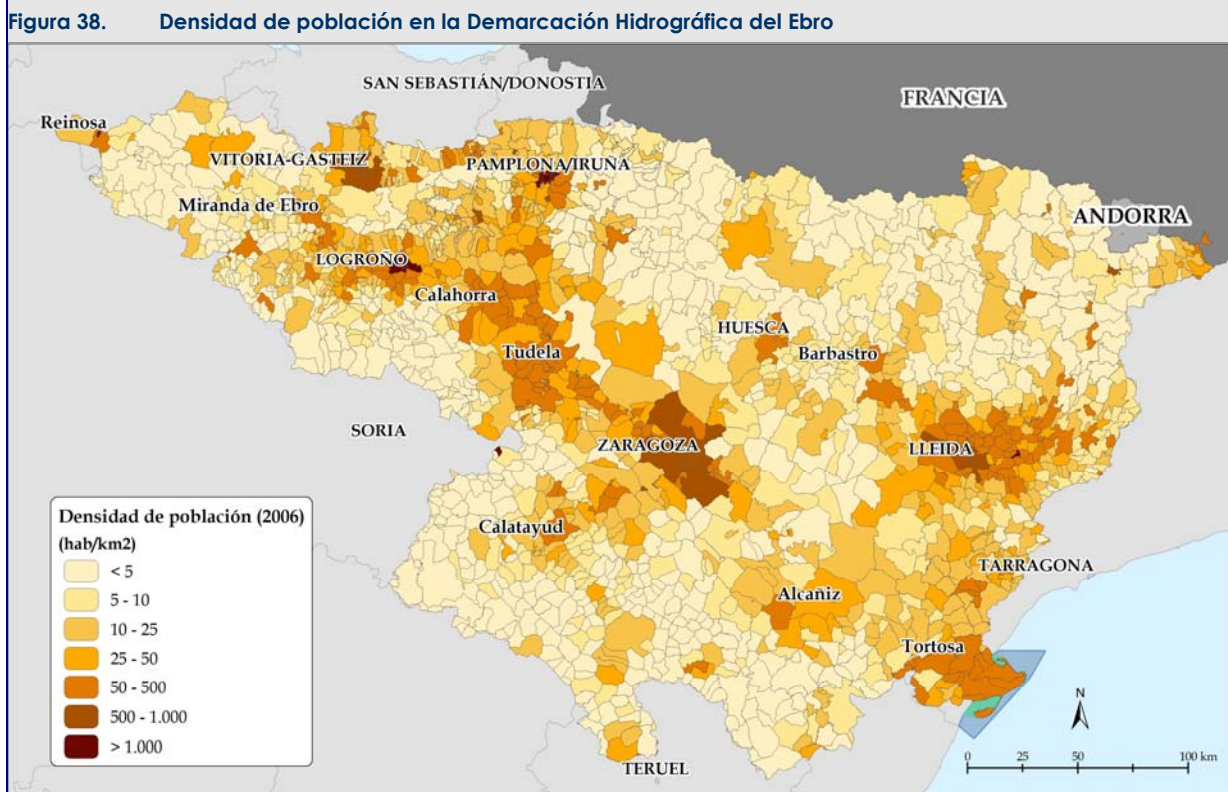 Figura 38. Densidad de población en la Demarcación Hidrográfica del Ebro
SAN SEBASTIÁN/DONOSTIA
FRANCIA
Reinosa
VITORIA-GASTEIZ
PAMPLONA/IRUÑA
Miranda de Ebro
ANDORRA
LOGROÑO
Calahorra
HUESCA
Tudela
Barbastro
SORIA
ZARAGOZA
LLEIDA
Calatayud
TARRAGONA
Alcañiz
Tortosa
TERUEL
Densidad de población (2006)
(hab/km2)
< 5
5 - 10
10 - 25
25 - 50
50 - 500
500 - 1.000
> 1.000
N
0 25 50 100 km